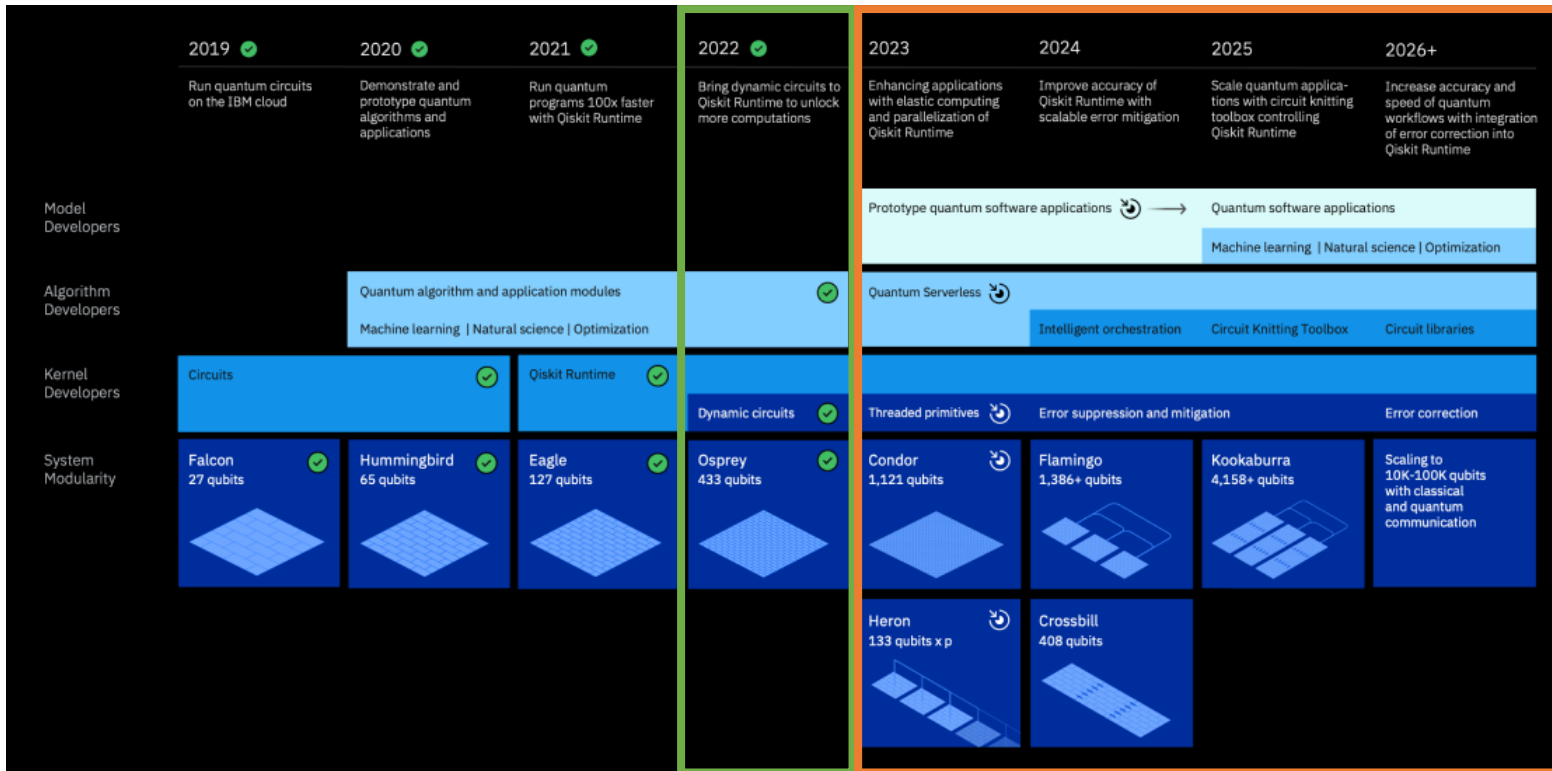 2019
2020
2021
2022
2023
2024
2025
2026+
Run quantum circuits
on the IBM cloud
Demonstrate and
prototype quantum
algorithms and
applications
Run quantum
programs 100x faster
with Qiskit Runtime
Bring dynamic circuits to
Qiskit Runtime to unlock
more computations
Enhancing applications
with elastic computing
and parallelization of
Qiskit Runtime
Improve accuracy of
Qiskit Runtime with
scalable error mitigation
Scale quantum applica-
tions with circuit knitting
toolbox controlling
Qiskit Runtime
Increase accuracy and
speed of quantum
workflows with integration
of error correction into
Qiskit Runtime
Model
Developers
Prototype quantum software applications
Quantum software applications
Machine learning | Natural science | Optimization
Algorithm
Developers
Quantum algorithm and application modules
Machine learning | Natural science | Optimization
Quantum Serverless
Intelligent orchestration
Circuit Knitting Toolbox
Circuit libraries
Kernel
Developers
Circuits
Qiskit Runtime
Dynamic circuits
Threaded primitives
Error suppression and mitigation
Error correction
System
Modularity
Falcon
27 qubits
Hummingbird
65 qubits
Eagle
127 qubits
Osprey
433 qubits
Condor
1,121 qubits
Flamingo
1,386+ qubits
Kookaburra
4,158+ qubits
Scaling to
10K-100K qubits
with classical
and quantum
communication
Heron
133 qubits x p
Crossbill
408 qubits